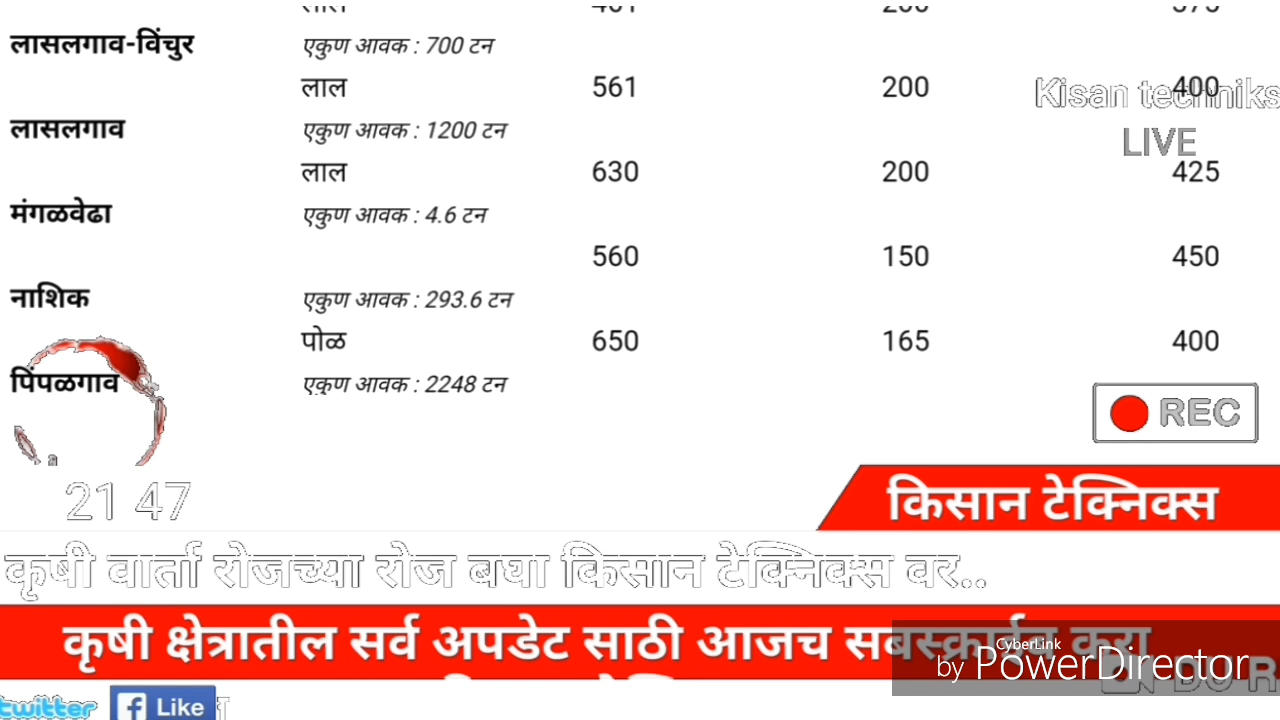 लासलगाव-विंचुर एकुण आवक : 700 टन
लाल 561 200 400
Kisan techniks
LIVE
लासलगाव एकुण आवक : 1200 टन
लाल 630 200 425
मंगळवेढा एकुण आवक : 4.6 टन
560 150 450
नाशिक एकुण आवक : 293.6 टन
पोळ 650 165 400
पिंपळगाव एकुण आवक : 2248 टन
REC
21 47
किसान टेक्निक्स
कृषी वार्ता रोजच्या रोज बघा किसान टेक्निक्स वर..
कृषी क्षेत्रातील सर्व अपडेट साठी आजच सबस्क्राईब करा
CyberLink
by PowerDirector
twitter
Like